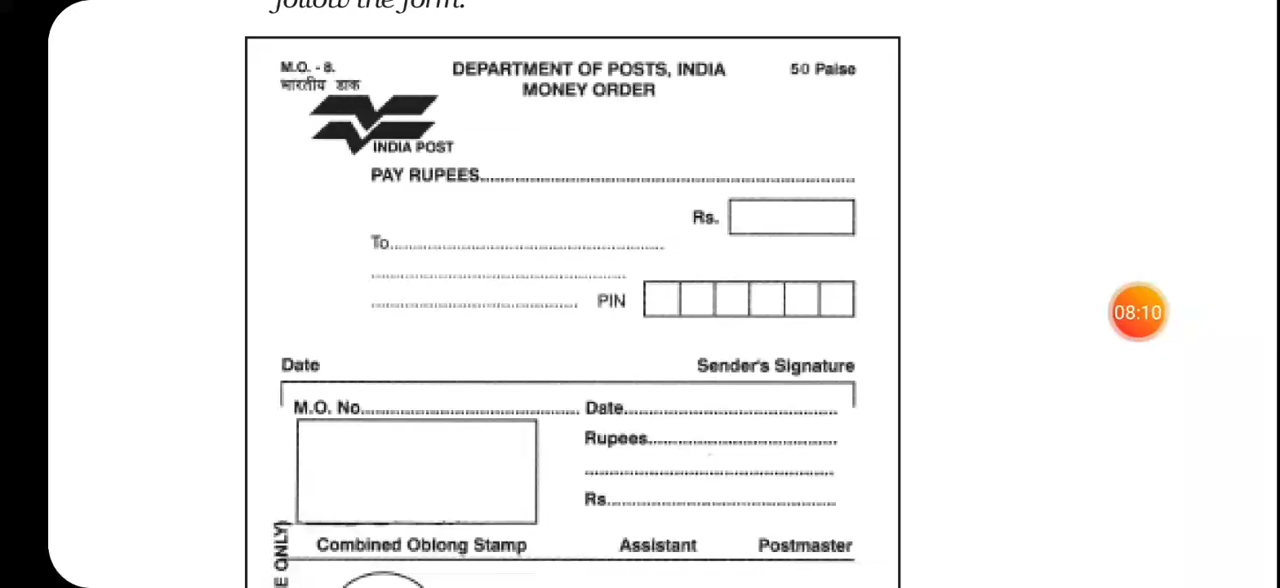 follow the form.
M.O. - 8.
भारतीय डाक
DEPARTMENT OF POSTS, INDIA
MONEY ORDER
50 Paise
INDIA POST
PAY RUPEES
Rs.
To
PIN
Date
Sender's Signature
M.O. No.
Date
Rupees
Rs
Combined Oblong Stamp
Assistant
Postmaster
ONLY)
08:10